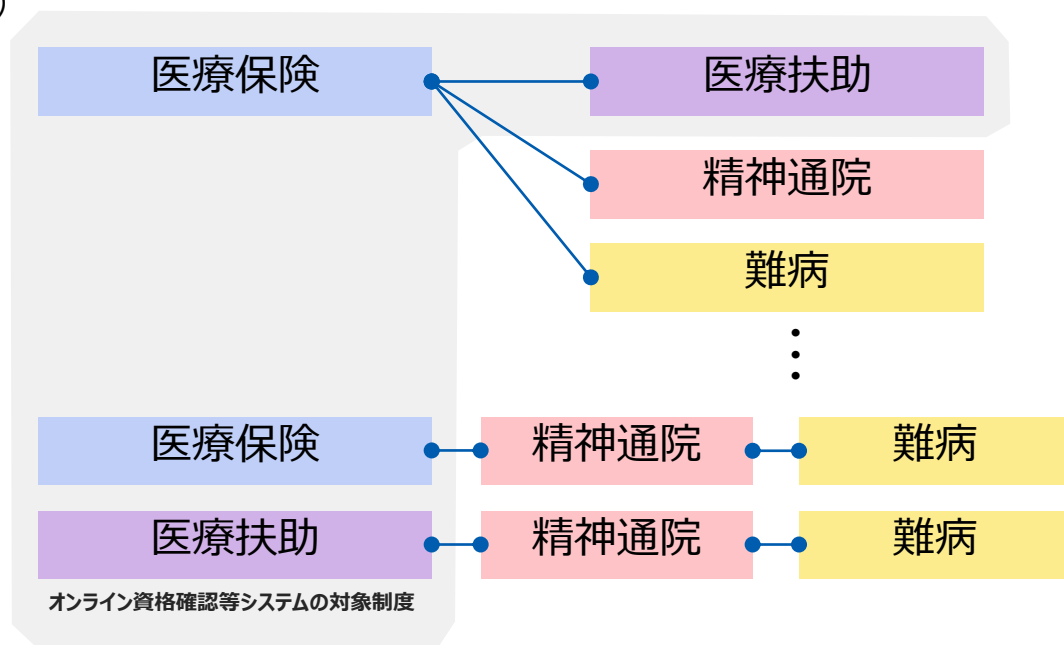 )
医療保険 医療扶助
精神通院
難病
医療保険 精神通院 難病
医療扶助 精神通院 難病
オンライン資格確認等システムの対象制度